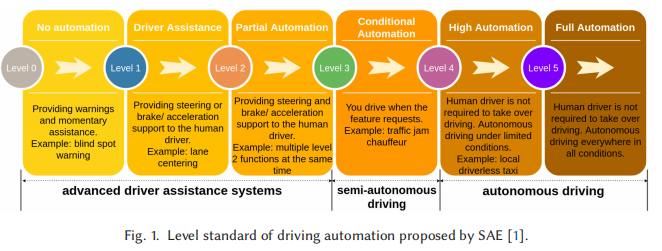 No automation
Driver Assistance
Partial Automation
Conditional
Automation
High Automation
Full Automation
Level 0
Level 1
Level 2
Level 3
Level 4
Level 5
Providing warnings
and momentary
assistance.
Example: blind spot
warning
Providing steering or
brake/ acceleration
support to the human
driver.
Example: lane
centering
Providing steering and
brake/ acceleration
support to the human
driver.
Example: multiple level
2 functions at the same
time
You drive when the
feature requests.
Example: traffic jam
chauffeur
Human driver is not
required to take over
driving. Autonomous
driving under limited
conditions.
Example: local
driverless taxi
Human driver is not
required to take over
driving. Autonomous
driving everywhere in
all conditions.
advanced driver assistance systems
semi-autonomous
driving
autonomous driving
Fig. 1. Level standard of driving automation proposed by SAE [1].